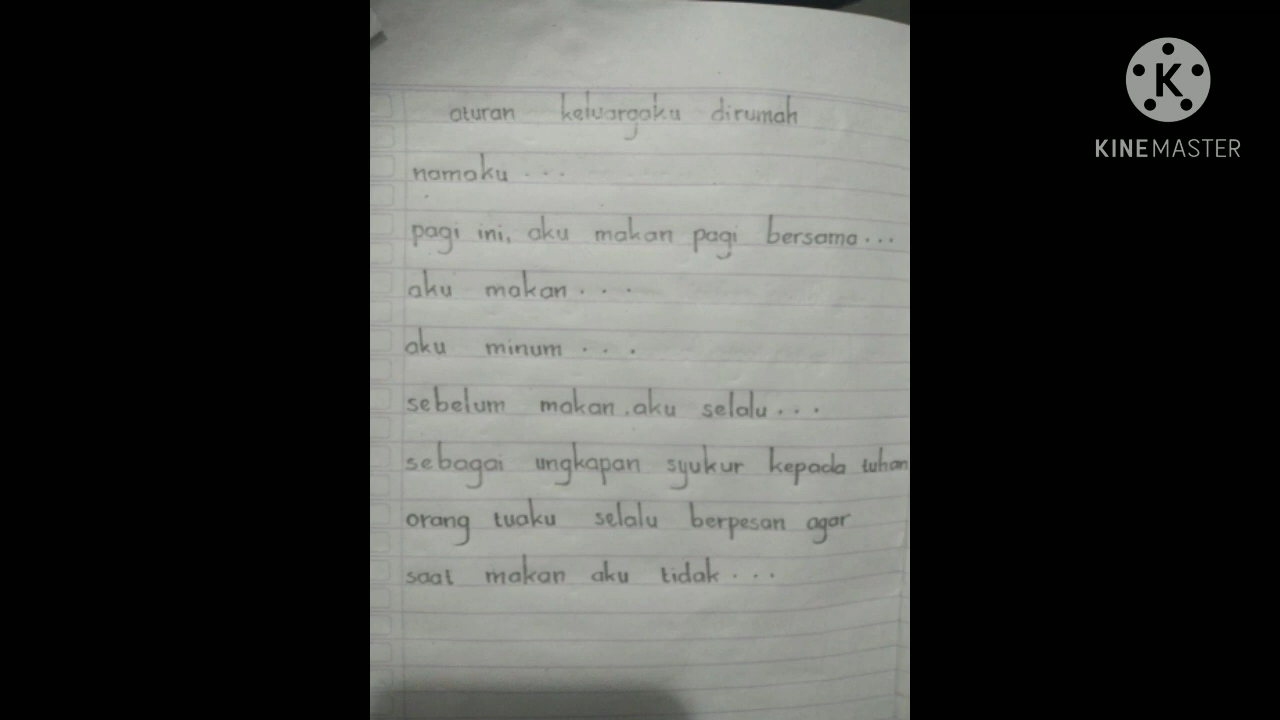 aturan keluargaku dirumah
namaku ...
pagi ini, aku makan pagi bersama...
aku makan...
aku minum ...
sebelum makan, aku selalu...
sebagai ungkapan syukur kepada tuhan
orang tuaku selalu berpesan agar
saat makan aku tidak...
K
KINEMASTER